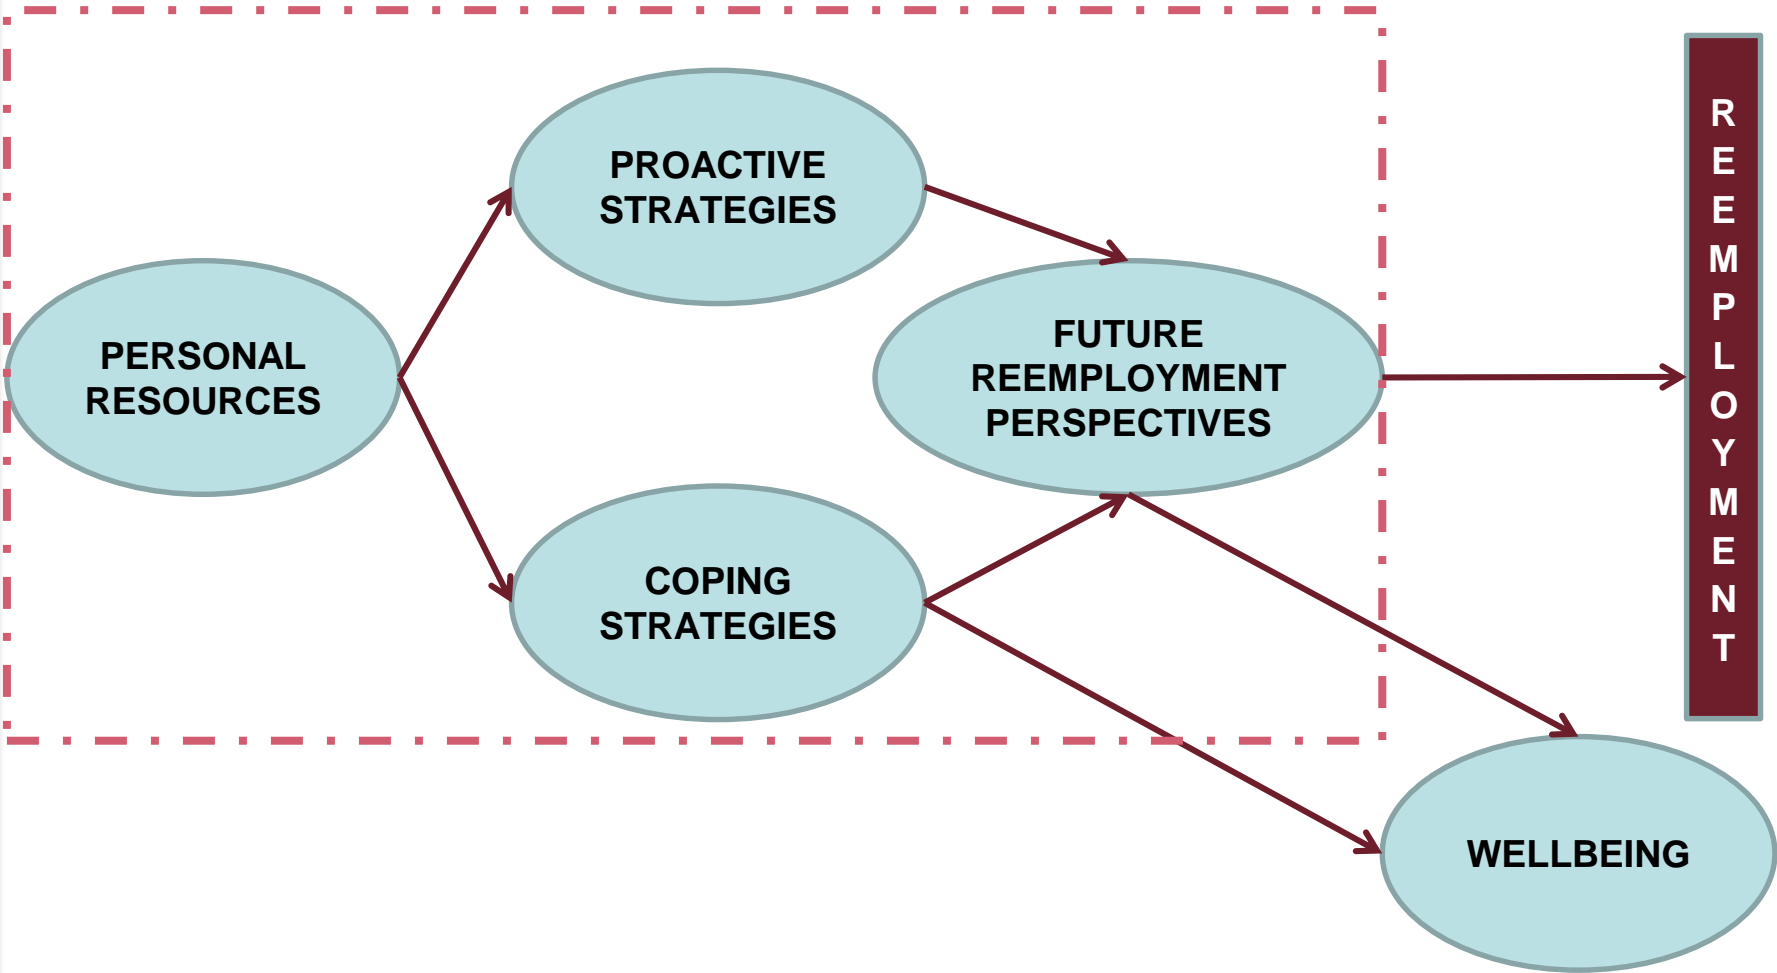 PROACTIVE
STRATEGIES
PERSONAL
RESOURCES
FUTURE
REEMPLOYMENT
PERSPECTIVES
COPING
STRATEGIES
WELLBEING
R
E
E
M
P
L
O
Y
M
E
N
T